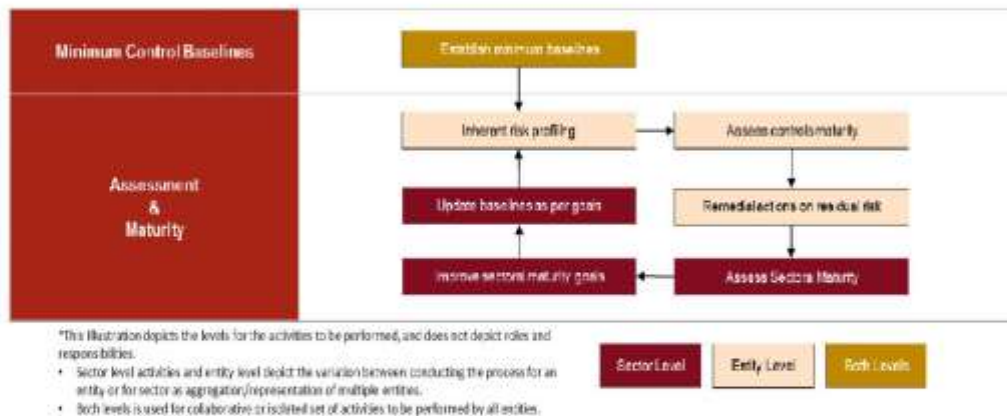 Minimum Control Baselines
Establish minimum baselines
Inherent risk profiling
Assess controls maturity
Assessment
&
Maturity
Update baselines as per goals
Remedial actions on residual risk
Improve sectoral maturity goals
Assess Sectors Maturity
*This illustration depicts the levels for the activities to be performed, and does not depict roles and
responsibilities.
• Sector level activities and entity level depict the variation between conducting the process for an
entity or for sector as aggregation/representation of multiple entities.
• Both levels is used for collaborative or isolated set of activities to be performed by all entities.
Sector Level
Entity Level
Both Levels